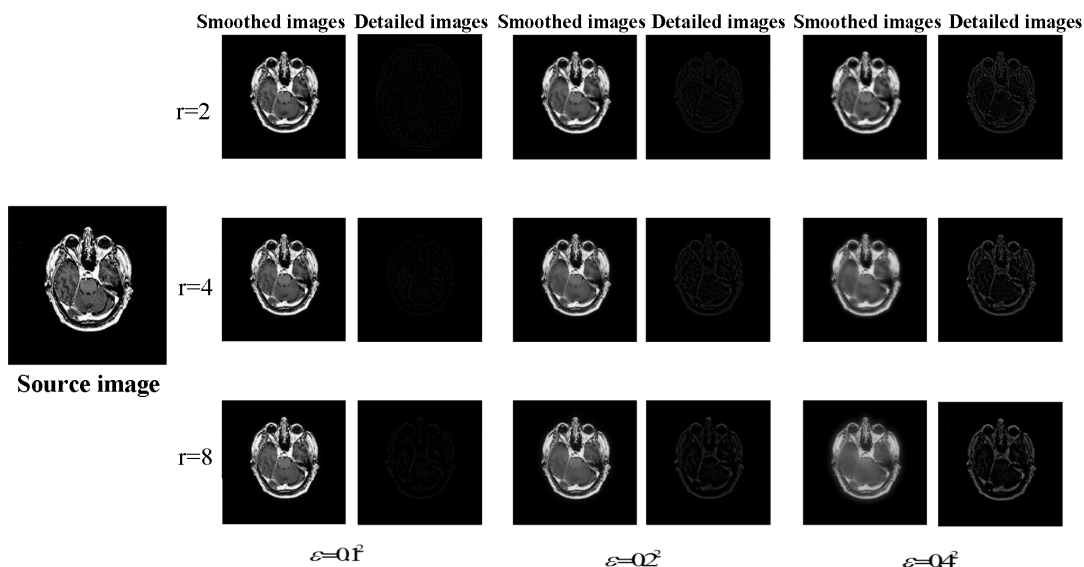 Smoothed images Detailed images Smoothed images Detailed images Smoothed images Detailed images
r=2
r=4
Source image
r=8
ε=0.1² ε=0.2² ε=0.4²